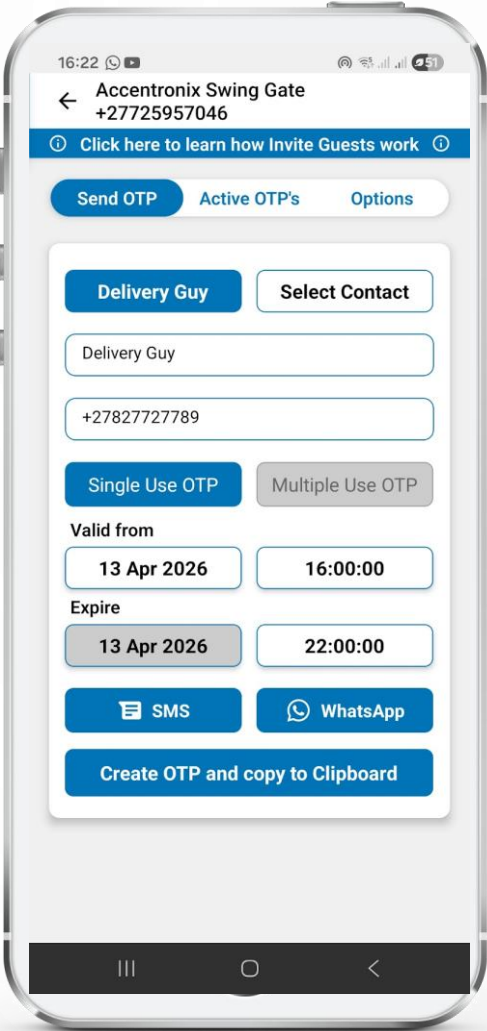 16:22
51
Accentronix Swing Gate
+27725957046
Click here to learn how Invite Guests work
Send OTP Active OTP's Options
Delivery Guy Select Contact
Delivery Guy
+27827727789
Single Use OTP Multiple Use OTP
Valid from
13 Apr 2026 16:00:00
Expire
13 Apr 2026 22:00:00
SMS WhatsApp
Create OTP and copy to Clipboard